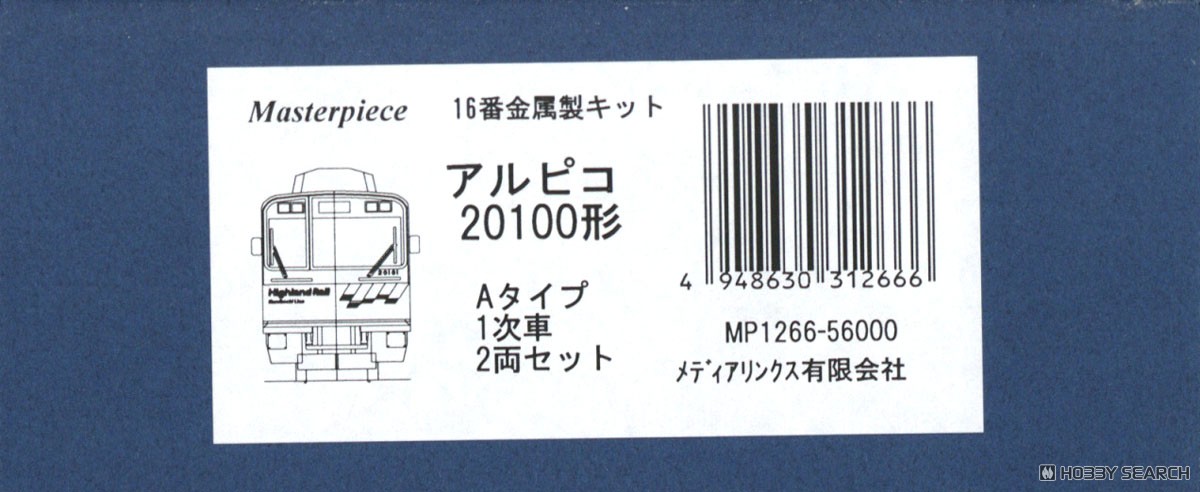 Masterpiece
16番金属製キット
アルピコ
20100形
20101
Highland Rail
Aタイプ
1次車
2両セット
4 948630 312666
MP1266-56000
ﾒﾃﾞｨｱリンクス有限会社
HOBBY SEARCH